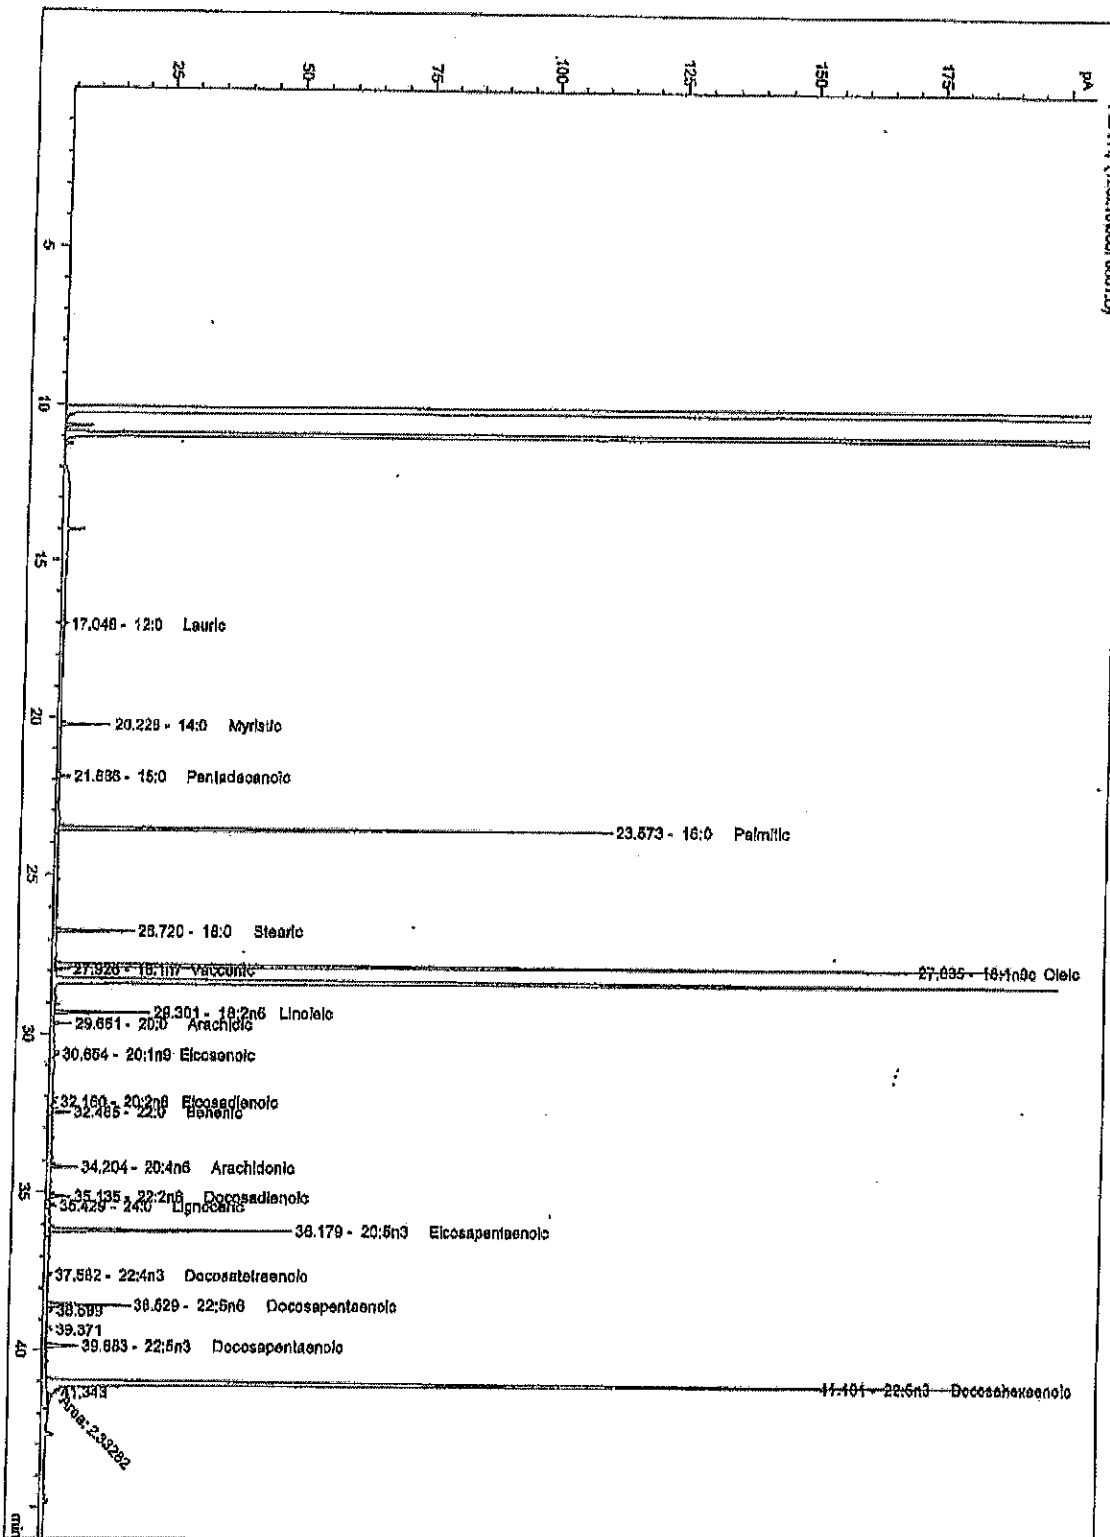 25
50
75
100
125
150
175
pA
5
10
15
17.048 - 12:0 Lauric
20
20.228 - 14:0 Myristic
21.888 - 15:0 Pentadecanoic
23.573 - 16:0 Palmitic
25
26.720 - 18:0 Stearic
27.926 - 18:1n7 Vaccenic
27.835 - 18:1n9c Oleic
29.301 - 18:2n6 Linoleic
29.651 - 20:0 Arachidic
30
30.654 - 20:1n9 Eicosenoic
32.160 - 20:2n6 Eicosadienoic
32.485 - 22:0 Behenic
34.204 - 20:4n6 Arachidonic
35
35.135 - 22:2n6 Docosadienoic
35.429 - 24:0 Lignoceric
36.179 - 20:5n3 Eicosapentaenoic
37.582 - 22:4n3 Docosatetraenoic
38.529 - 22:5n6 Docosapentaenoic
38.699
39.371
39.883 - 22:5n3 Docosapentaenoic
40
41.101 - 22:6n3 Docosahexaenoic
41.343
Area: 2.33282
min